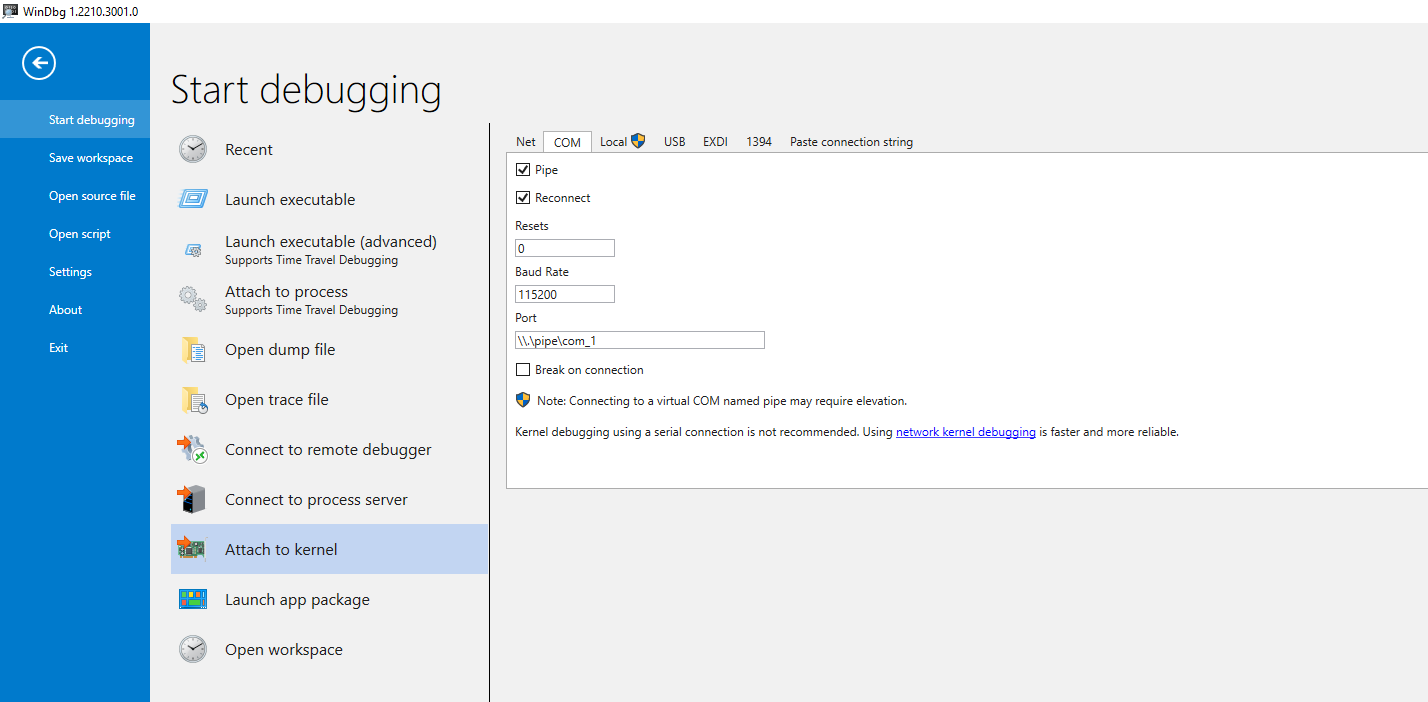 WinDbg 1.2210.3001.0
Start debugging
Save workspace
Open source file
Open script
Settings
About
Exit
Start debugging
Recent
Launch executable
Launch executable (advanced)
Supports Time Travel Debugging
Attach to process
Supports Time Travel Debugging
Open dump file
Open trace file
Connect to remote debugger
Connect to process server
Attach to kernel
Launch app package
Open workspace
Net COM Local USB EXDI 1394 Paste connection string
Pipe
Reconnect
Resets
0
Baud Rate
115200
Port
\\.\pipe\com_1
Break on connection
Note: Connecting to a virtual COM named pipe may require elevation.
Kernel debugging using a serial connection is not recommended. Using network kernel debugging is faster and more reliable.